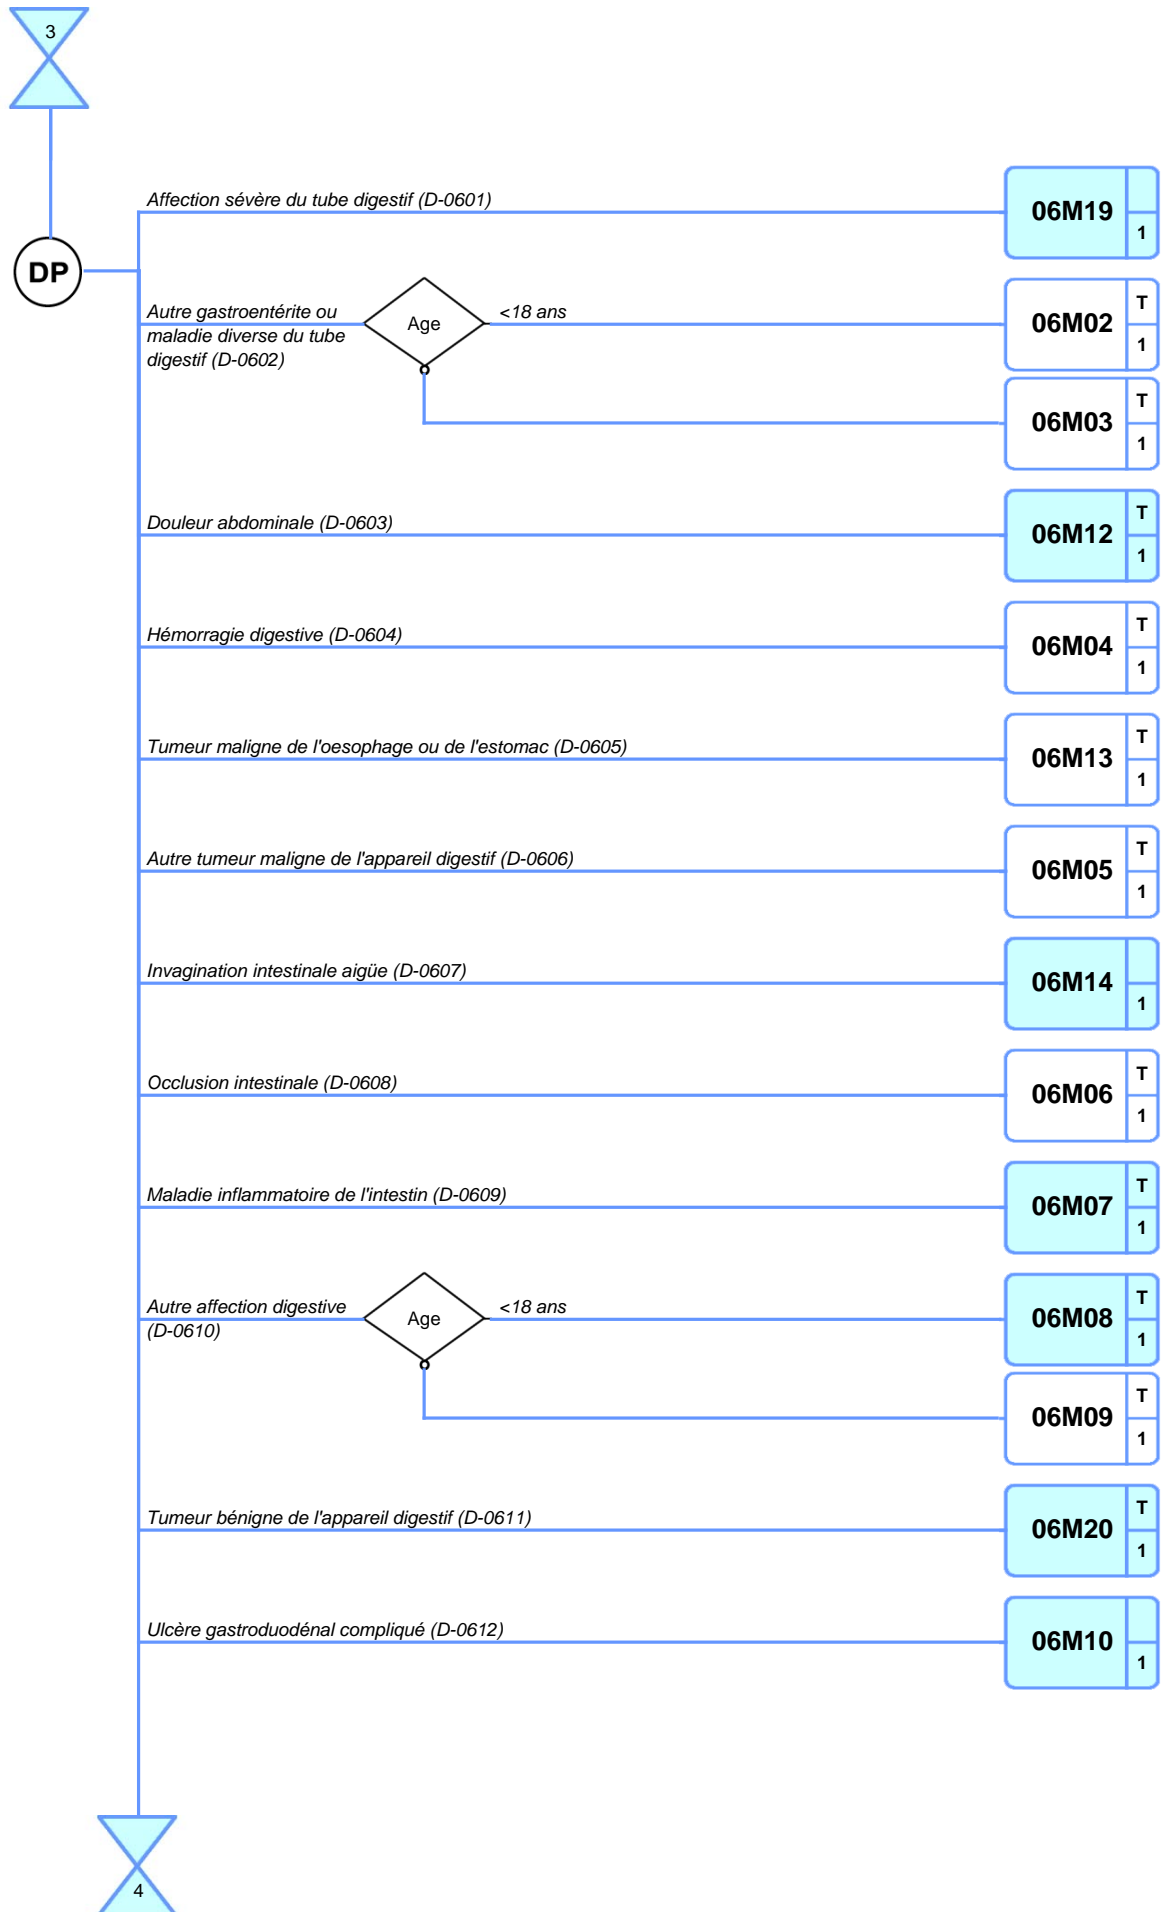 3
Affection sévère du tube digestif (D-0601)
06M19
1
DP
Autre gastroentérite ou
maladie diverse du tube
digestif (D-0602)
Age
<18 ans
06M02
T
1
06M03
T
1
Douleur abdominale (D-0603)
06M12
T
1
Hémorragie digestive (D-0604)
06M04
T
1
Tumeur maligne de l'oesophage ou de l'estomac (D-0605)
06M13
T
1
Autre tumeur maligne de l'appareil digestif (D-0606)
06M05
T
1
Invagination intestinale aigüe (D-0607)
06M14
1
Occlusion intestinale (D-0608)
06M06
T
1
Maladie inflammatoire de l'intestin (D-0609)
06M07
T
1
Autre affection digestive
(D-0610)
Age
<18 ans
06M08
T
1
06M09
T
1
Tumeur bénigne de l'appareil digestif (D-0611)
06M20
T
1
Ulcère gastroduodénal compliqué (D-0612)
06M10
1
4